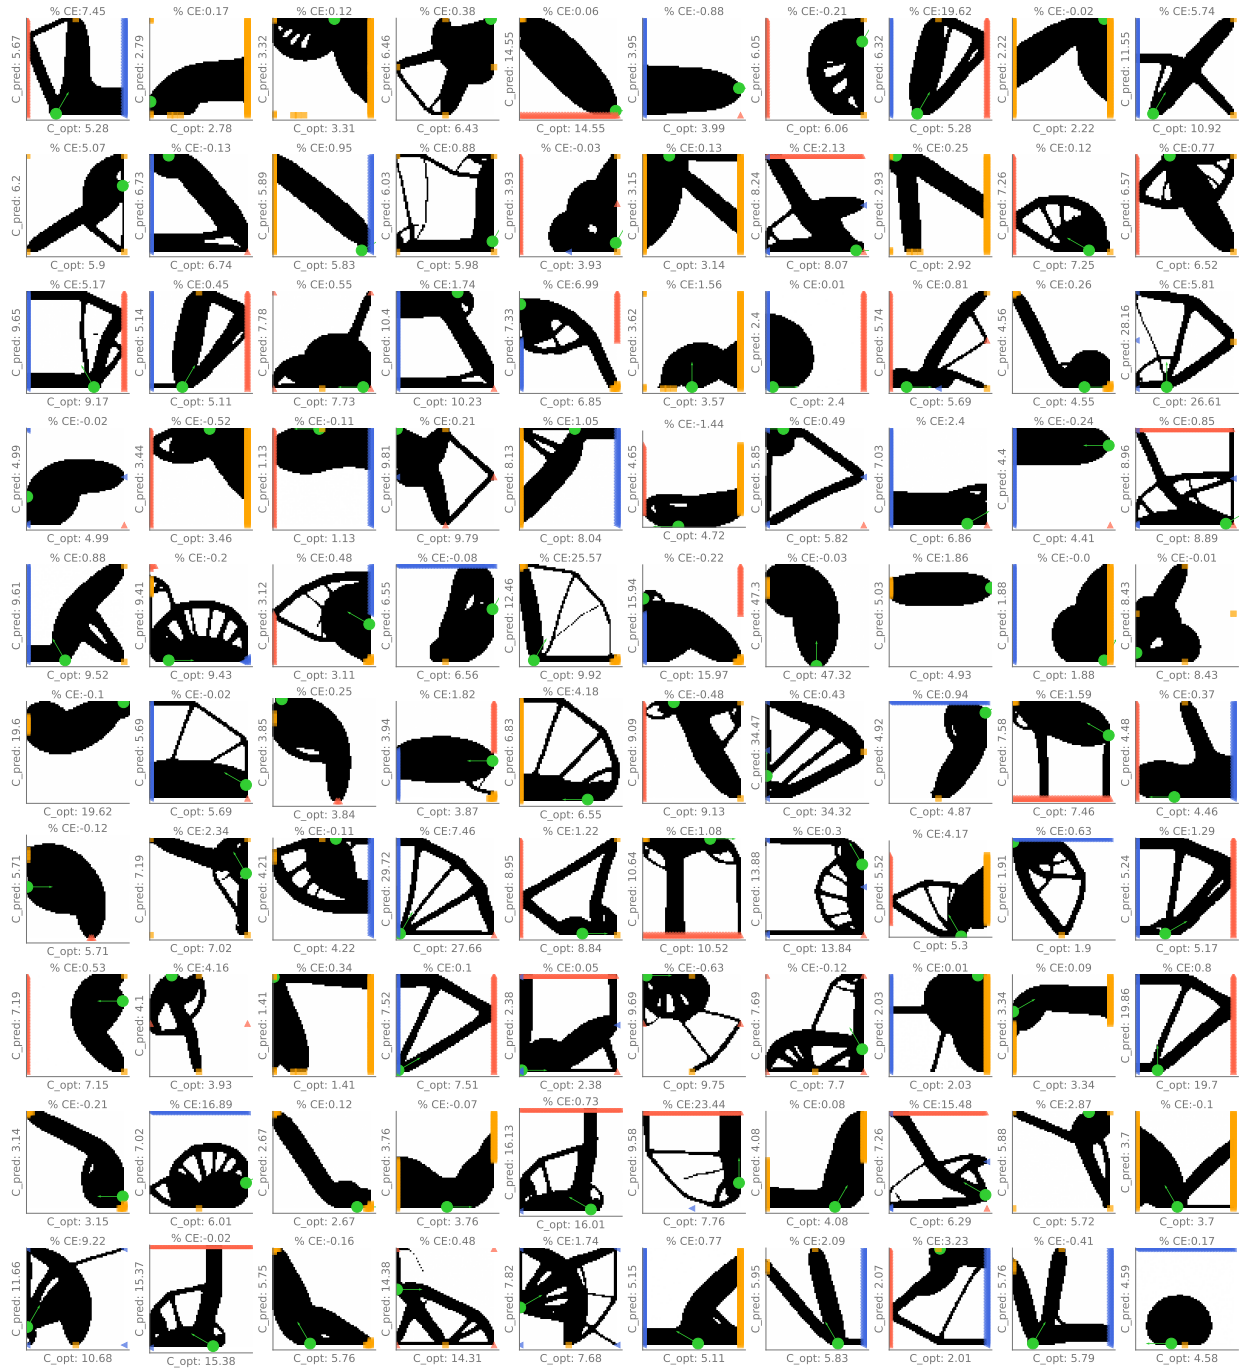 % CE:7.45 % CE:0.17 % CE:0.12 % CE:0.38 % CE:0.06 % CE:-0.88 % CE:-0.21 % CE:19.62 % CE:-0.02 % CE:5.74
C_pred: 5.67 C_pred: 2.79 C_pred: 3.32 C_pred: 6.46 C_pred: 14.55 C_pred: 3.95 C_pred: 6.05 C_pred: 6.32 C_pred: 2.22 C_pred: 11.55
C_opt: 5.28 C_opt: 2.78 C_opt: 3.31 C_opt: 6.43 C_opt: 14.55 C_opt: 3.99 C_opt: 6.06 C_opt: 5.28 C_opt: 2.22 C_opt: 10.92
% CE:5.07 % CE:-0.13 % CE:0.95 % CE:0.88 % CE:-0.03 % CE:0.13 % CE:2.13 % CE:0.25 % CE:0.12 % CE:0.77
C_pred: 6.2 C_pred: 6.73 C_pred: 5.89 C_pred: 6.03 C_pred: 3.93 C_pred: 3.15 C_pred: 8.24 C_pred: 2.93 C_pred: 7.26 C_pred: 6.57
C_opt: 5.9 C_opt: 6.74 C_opt: 5.83 C_opt: 5.98 C_opt: 3.93 C_opt: 3.14 C_opt: 8.07 C_opt: 2.92 C_opt: 7.25 C_opt: 6.52
% CE:5.17 % CE:0.45 % CE:0.55 % CE:1.74 % CE:6.99 % CE:1.56 % CE:0.01 % CE:0.81 % CE:0.26 % CE:5.81
C_pred: 9.65 C_pred: 5.14 C_pred: 7.78 C_pred: 10.4 C_pred: 7.33 C_pred: 3.62 C_pred: 2.4 C_pred: 5.74 C_pred: 4.56 C_pred: 28.16
C_opt: 9.17 C_opt: 5.11 C_opt: 7.73 C_opt: 10.23 C_opt: 6.85 C_opt: 3.57 C_opt: 2.4 C_opt: 5.69 C_opt: 4.55 C_opt: 26.61
% CE:-0.02 % CE:-0.52 % CE:-0.11 % CE:0.21 % CE:1.05 % CE:-1.44 % CE:0.49 % CE:2.4 % CE:-0.24 % CE:0.85
C_pred: 4.99 C_pred: 3.44 C_pred: 1.13 C_pred: 9.81 C_pred: 8.13 C_pred: 4.65 C_pred: 5.85 C_pred: 7.03 C_pred: 4.4 C_pred: 8.96
C_opt: 4.99 C_opt: 3.46 C_opt: 1.13 C_opt: 9.79 C_opt: 8.04 C_opt: 4.72 C_opt: 5.82 C_opt: 6.86 C_opt: 4.41 C_opt: 8.89
% CE:0.88 % CE:-0.2 % CE:0.48 % CE:-0.08 % CE:25.57 % CE:-0.22 % CE:-0.03 % CE:1.86 % CE:-0.0 % CE:-0.01
C_pred: 9.61 C_pred: 9.41 C_pred: 3.12 C_pred: 6.55 C_pred: 12.46 C_pred: 15.94 C_pred: 47.3 C_pred: 5.03 C_pred: 1.88 C_pred: 8.43
C_opt: 9.52 C_opt: 9.43 C_opt: 3.11 C_opt: 6.56 C_opt: 9.92 C_opt: 15.97 C_opt: 47.32 C_opt: 4.93 C_opt: 1.88 C_opt: 8.43
% CE:-0.1 % CE:-0.02 % CE:0.25 % CE:1.82 % CE:4.18 % CE:-0.48 % CE:0.43 % CE:0.94 % CE:1.59 % CE:0.37
C_pred: 19.6 C_pred: 5.69 C_pred: 3.85 C_pred: 3.94 C_pred: 6.83 C_pred: 9.09 C_pred: 34.47 C_pred: 4.92 C_pred: 7.58 C_pred: 4.48
C_opt: 19.62 C_opt: 5.69 C_opt: 3.84 C_opt: 3.87 C_opt: 6.55 C_opt: 9.13 C_opt: 34.32 C_opt: 4.87 C_opt: 7.46 C_opt: 4.46
% CE:-0.12 % CE:2.34 % CE:-0.11 % CE:7.46 % CE:1.22 % CE:1.08 % CE:0.3 % CE:4.17 % CE:0.63 % CE:1.29
C_pred: 5.71 C_pred: 7.19 C_pred: 4.21 C_pred: 29.72 C_pred: 8.95 C_pred: 10.64 C_pred: 13.88 C_pred: 5.52 C_pred: 1.91 C_pred: 5.24
C_opt: 5.71 C_opt: 7.02 C_opt: 4.22 C_opt: 27.66 C_opt: 8.84 C_opt: 10.52 C_opt: 13.84 C_opt: 5.3 C_opt: 1.9 C_opt: 5.17
% CE:0.53 % CE:4.16 % CE:0.34 % CE:0.1 % CE:0.05 % CE:-0.63 % CE:-0.12 % CE:0.01 % CE:0.09 % CE:0.8
C_pred: 7.19 C_pred: 4.1 C_pred: 1.41 C_pred: 7.52 C_pred: 2.38 C_pred: 9.69 C_pred: 7.69 C_pred: 2.03 C_pred: 3.34 C_pred: 19.86
C_opt: 7.15 C_opt: 3.93 C_opt: 1.41 C_opt: 7.51 C_opt: 2.38 C_opt: 9.75 C_opt: 7.7 C_opt: 2.03 C_opt: 3.34 C_opt: 19.7
% CE:-0.21 % CE:16.89 % CE:0.12 % CE:-0.07 % CE:0.73 % CE:23.44 % CE:0.08 % CE:15.48 % CE:2.87 % CE:-0.1
C_pred: 3.14 C_pred: 7.02 C_pred: 2.67 C_pred: 3.76 C_pred: 16.13 C_pred: 9.58 C_pred: 4.08 C_pred: 7.26 C_pred: 5.88 C_pred: 3.7
C_opt: 3.15 C_opt: 6.01 C_opt: 2.67 C_opt: 3.76 C_opt: 16.01 C_opt: 7.76 C_opt: 4.08 C_opt: 6.29 C_opt: 5.72 C_opt: 3.7
% CE:9.22 % CE:-0.02 % CE:-0.16 % CE:0.48 % CE:1.74 % CE:0.77 % CE:2.09 % CE:3.23 % CE:-0.41 % CE:0.17
C_pred: 11.66 C_pred: 15.37 C_pred: 5.75 C_pred: 14.38 C_pred: 7.82 C_pred: 5.15 C_pred: 5.95 C_pred: 2.07 C_pred: 5.76 C_pred: 4.59
C_opt: 10.68 C_opt: 15.38 C_opt: 5.76 C_opt: 14.31 C_opt: 7.68 C_opt: 5.11 C_opt: 5.83 C_opt: 2.01 C_opt: 5.79 C_opt: 4.58